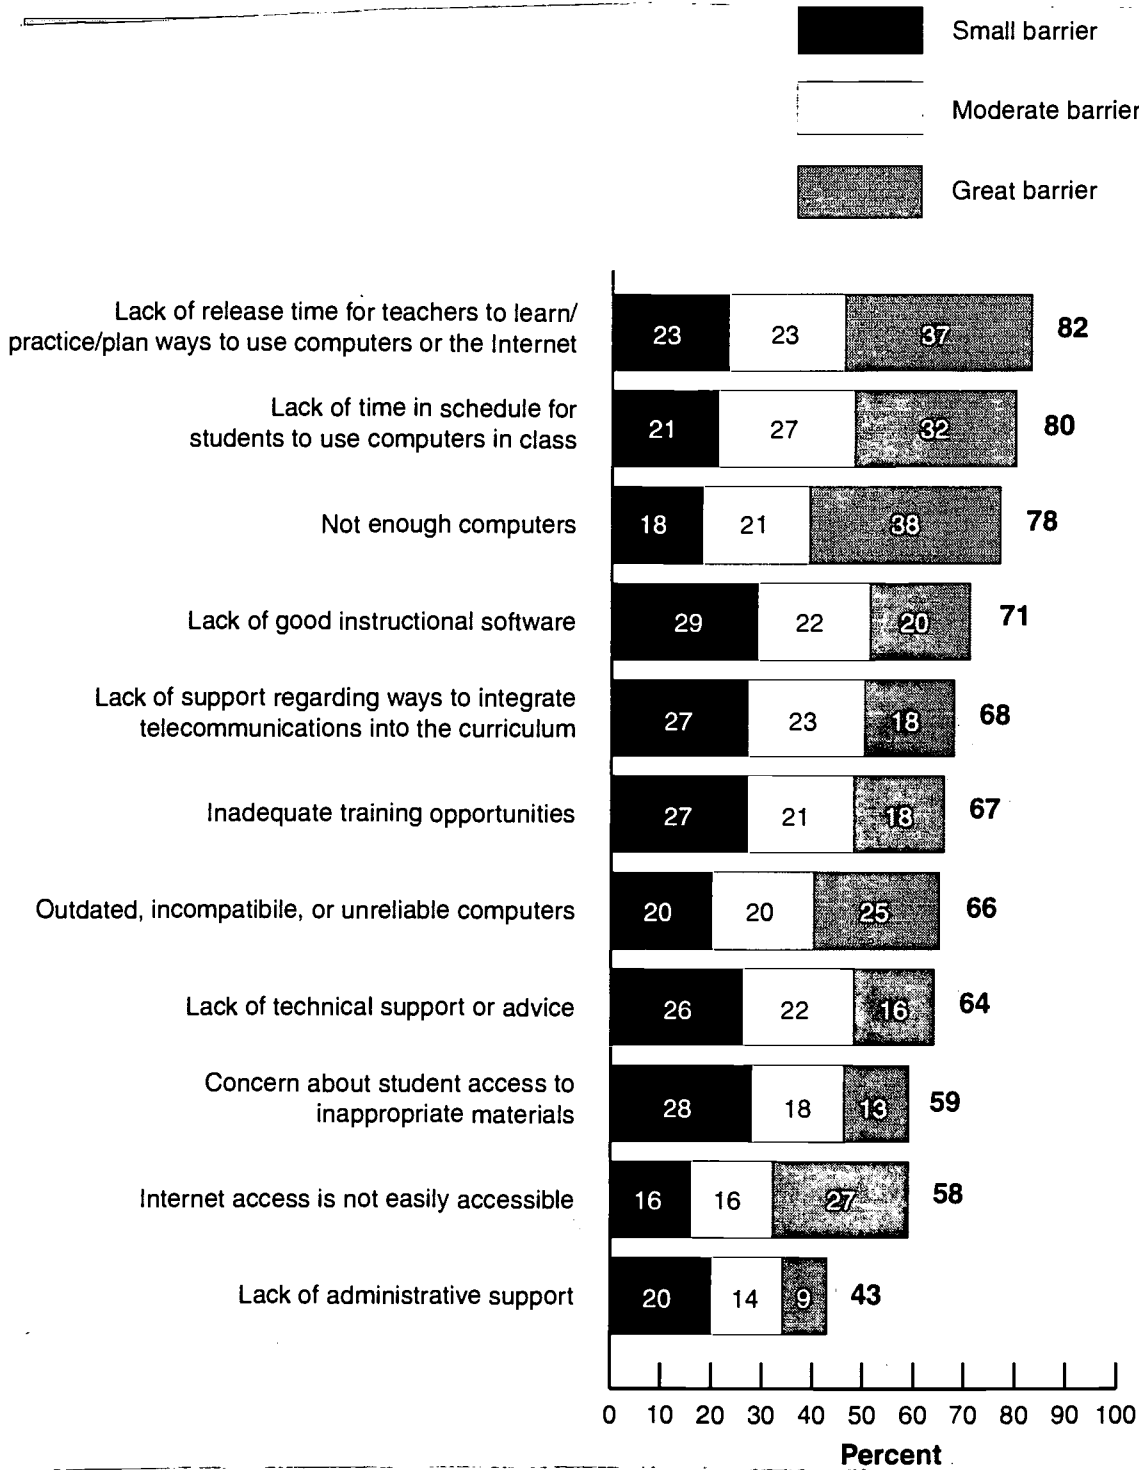 Small barrier
Moderate barrier
Great barrier
Lack of release time for teachers to learn/
practice/plan ways to use computers or the Internet
23 23 37 82
Lack of time in schedule for
students to use computers in class
21 27 32 80
Not enough computers
18 21 38 78
Lack of good instructional software
29 22 20 71
Lack of support regarding ways to integrate
telecommunications into the curriculum
27 23 18 68
Inadequate training opportunities
27 21 18 67
Outdated, incompatibile, or unreliable computers
20 20 25 66
Lack of technical support or advice
26 22 16 64
Concern about student access to
inappropriate materials
28 18 13 59
Internet access is not easily accessible
16 16 27 58
Lack of administrative support
20 14 9 43
0 10 20 30 40 50 60 70 80 90 100
Percent